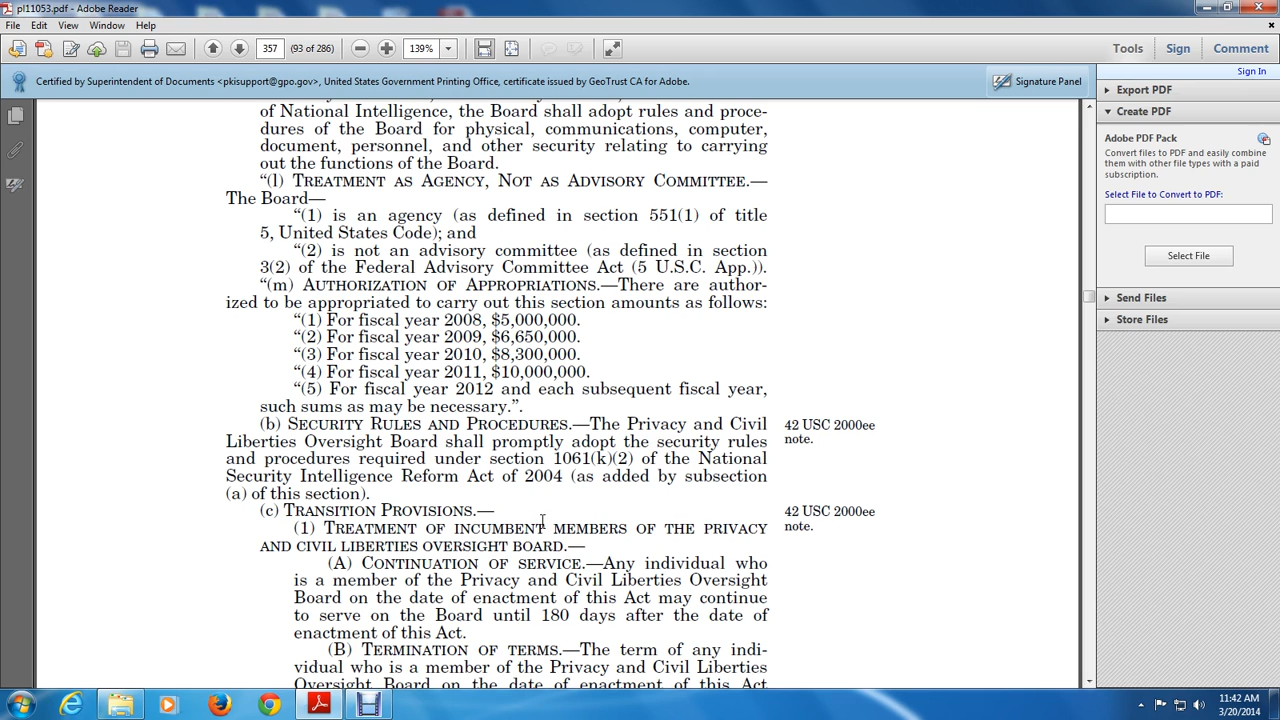 pl11053.pdf - Adobe Reader
File Edit View Window Help
357 (93 of 286) 139% Tools Sign Comment
Certified by Superintendent of Documents <pkisupport@gpo.gov>, United States Government Printing Office, certificate issued by GeoTrust CA for Adobe. Signature Panel
Sign In
Export PDF
Create PDF
Adobe PDF Pack
Convert files to PDF and easily combine
them with other file types with a paid
subscription.
Select File to Convert to PDF:
Select File
Send Files
Store Files
of National Intelligence, the Board shall adopt rules and proce-
dures of the Board for physical, communications, computer,
document, personnel, and other security relating to carrying
out the functions of the Board.
“(l) TREATMENT AS AGENCY, NOT AS ADVISORY COMMITTEE.—
The Board—
“(1) is an agency (as defined in section 551(1) of title
5, United States Code); and
“(2) is not an advisory committee (as defined in section
3(2) of the Federal Advisory Committee Act (5 U.S.C. App.)).
“(m) AUTHORIZATION OF APPROPRIATIONS.—There are author-
ized to be appropriated to carry out this section amounts as follows:
“(1) For fiscal year 2008, $5,000,000.
“(2) For fiscal year 2009, $6,650,000.
“(3) For fiscal year 2010, $8,300,000.
“(4) For fiscal year 2011, $10,000,000.
“(5) For fiscal year 2012 and each subsequent fiscal year,
such sums as may be necessary.”.
(b) SECURITY RULES AND PROCEDURES.—The Privacy and Civil
Liberties Oversight Board shall promptly adopt the security rules
and procedures required under section 1061(k)(2) of the National
Security Intelligence Reform Act of 2004 (as added by subsection
(a) of this section).
42 USC 2000ee
note.
(c) TRANSITION PROVISIONS.—
42 USC 2000ee
note.
(1) TREATMENT OF INCUMBENT MEMBERS OF THE PRIVACY
AND CIVIL LIBERTIES OVERSIGHT BOARD.—
(A) CONTINUATION OF SERVICE.—Any individual who
is a member of the Privacy and Civil Liberties Oversight
Board on the date of enactment of this Act may continue
to serve on the Board until 180 days after the date of
enactment of this Act.
(B) TERMINATION OF TERMS.—The term of any indi-
vidual who is a member of the Privacy and Civil Liberties
Oversight Board on the date of enactment of this Act
11:42 AM
3/20/2014